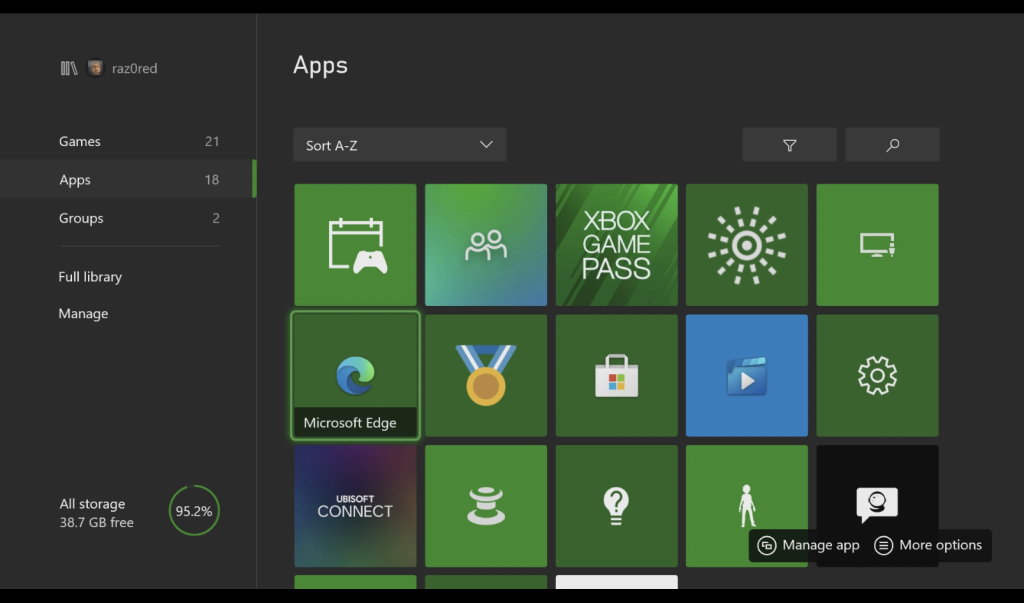 raz0red
Games 21
Apps 18
Groups 2
Full library
Manage
All storage
38.7 GB free
95.2%
Apps
Sort A-Z
XBOX
GAME
PASS
Microsoft Edge
UBISOFT
CONNECT
Manage app
More options